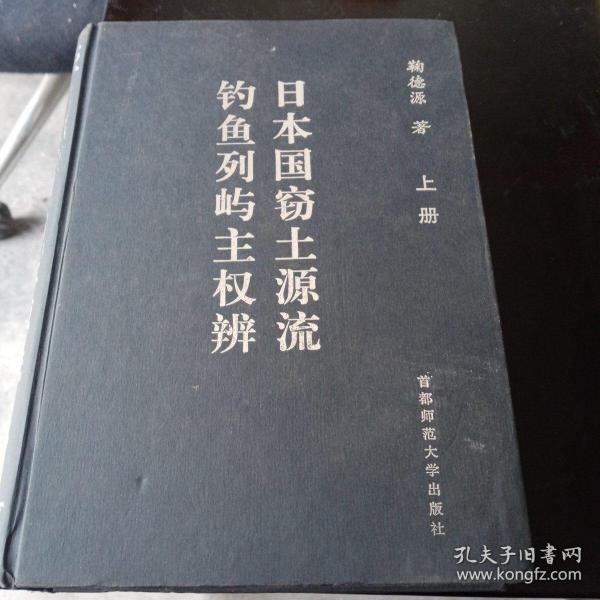 鞠德源 著 上册
日本国窃土源流
钓鱼列屿主权辨
首都师范大学出版社
孔夫子旧書网
www.kongfz.com